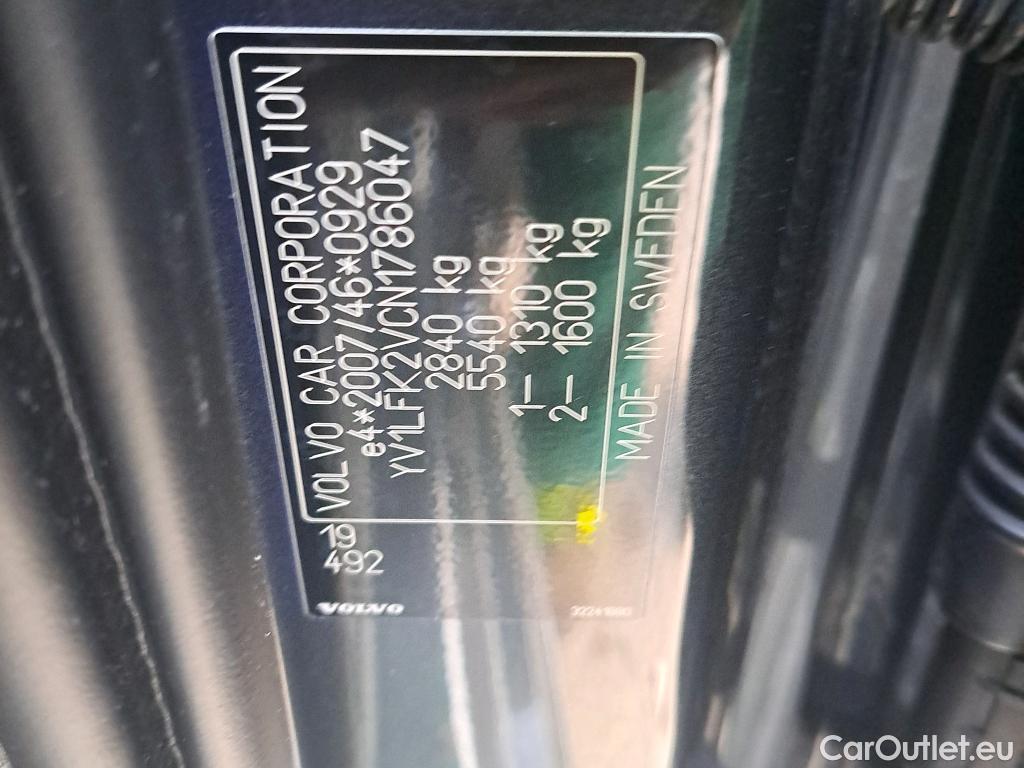 VOLVO CAR CORPORATION
e4*2007/46*0929
YV1LFK2VCN1786047
2840 kg
5540 kg
1– 1310 kg
2– 1600 kg
MADE IN SWEDEN
19
492
VOLVO
CarOutlet.eu